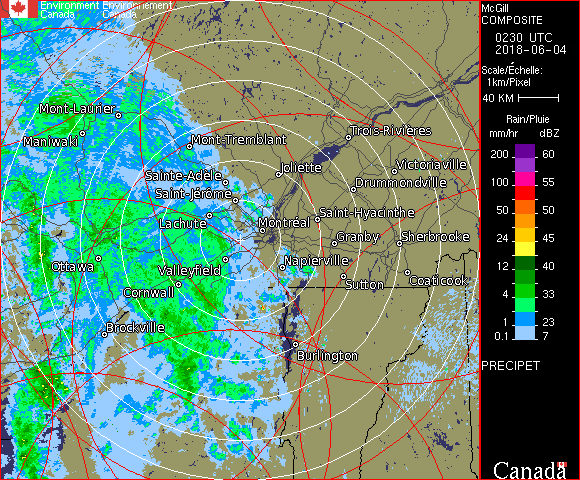 Environment Environnement
Canada Canada
McGill
COMPOSITE
0230 UTC
2018-06-04
Scale/Échelle:
1km/Pixel
40 KM
Rain/Pluie
mm/hr dBZ
200 60
100 55
50 50
24 45
12 40
4 33
1 23
0.1 7
PRECIPET
Canada
Mont-Laurier
Maniwaki
Mont-Tremblant
Trois-Rivières
Joliette
Victoriaville
Sainte-Adèle
Drummondville
Saint-Jérôme
Saint-Hyacinthe
Lachute
Montréal
Granby
Sherbrooke
Ottawa
Valleyfield
Napierville
Cornwall
Sutton
Coaticook
Brockville
Burlington